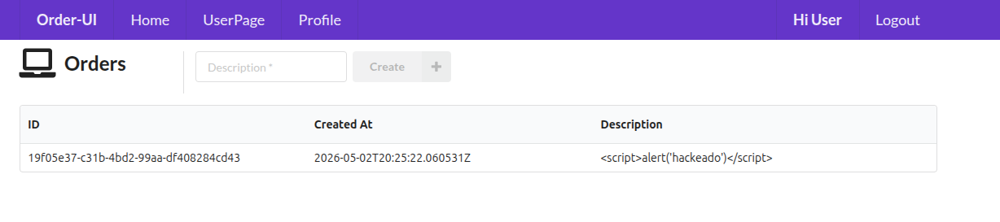 Order-UI Home UserPage Profile Hi User Logout
Orders Description * Create
ID Created At Description
19f05e37-c31b-4bd2-99aa-df408284cd43 2026-05-02T20:25:22.060531Z <script>alert('hackeado')</script>